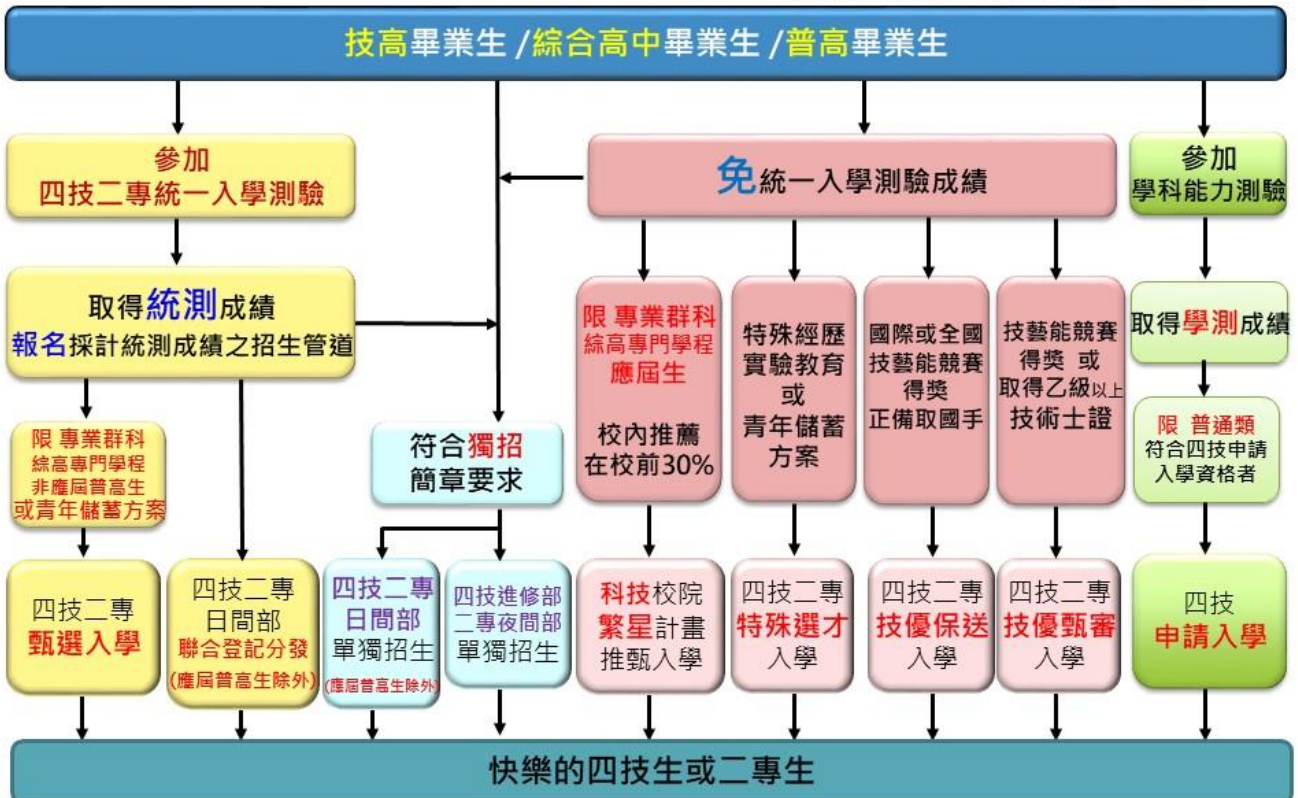 技高畢業生 /綜合高中畢業生 /普高畢業生
參加
四技二專統一入學測驗
免統一入學測驗成績
參加
學科能力測驗
取得統測成績
報名採計統測成績之招生管道
限 專業群科
綜高專門學程
應屆生
校內推薦
在校前30%
特殊經歷
實驗教育
或
青年儲蓄
方案
國際或全國
技藝能競賽
得獎
正備取國手
技藝能競賽
得獎 或
取得乙級以上
技術士證
取得學測成績
限 專業群科
綜高專門學程
非應屆普高生
或青年儲蓄方案
符合獨招
簡章要求
限 普通類
符合四技申請
入學資格者
四技二專
甄選入學
四技二專
日間部
聯合登記分發
(應屆普高生除外)
四技二專
日間部
單獨招生
(應屆普高生除外)
四技進修部
二專夜間部
單獨招生
科技校院
繁星計畫
推甄入學
四技二專
特殊選才
入學
四技二專
技優保送
入學
四技二專
技優甄審
入學
四技
申請入學
快樂的四技生或二專生